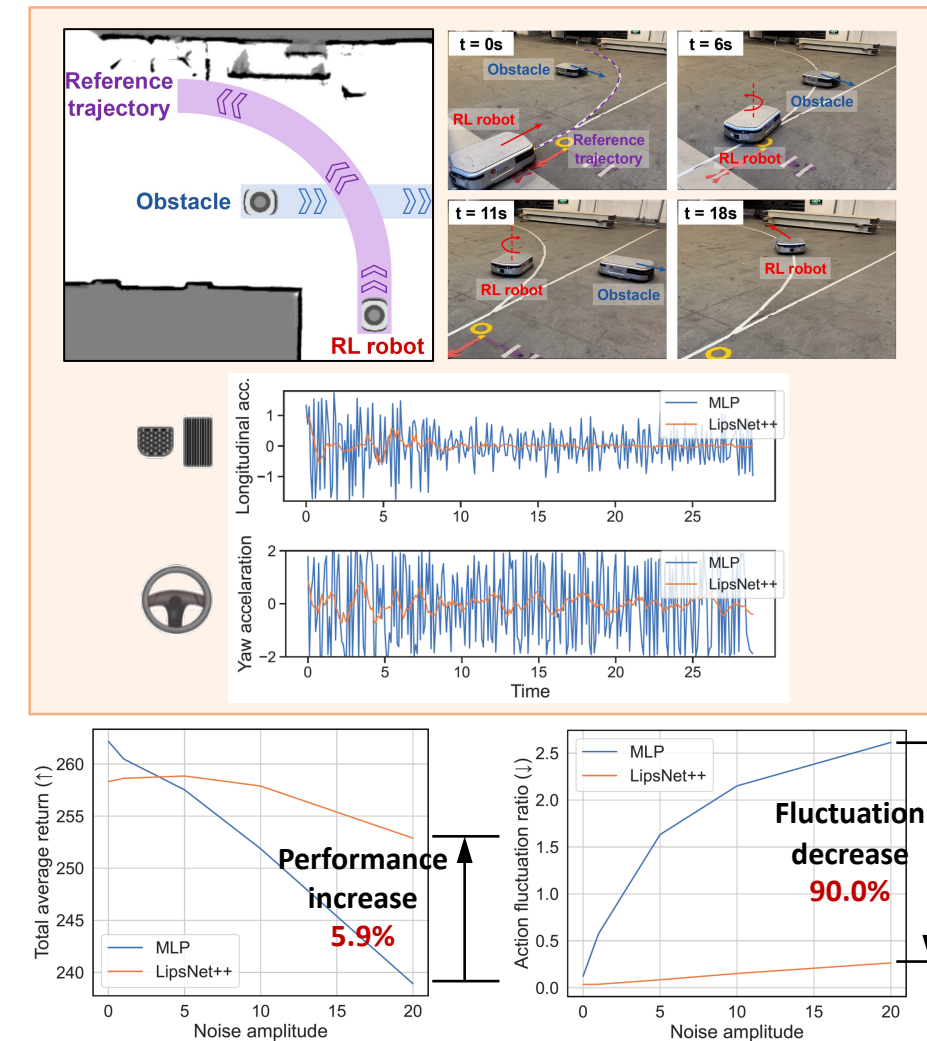 Reference
trajectory
Obstacle
RL robot
t = 0s
Obstacle
RL robot
Reference
trajectory
t = 6s
Obstacle
RL robot
t = 11s
RL robot
Obstacle
t = 18s
RL robot
Longitudinal acc.
1
0
−1
MLP
LipsNet++
0 5 10 15 20 25
Yaw accelaration
2
0
−2
MLP
LipsNet++
0 5 10 15 20 25
Time
Total average return (↑)
260
255
250
245
240
MLP
LipsNet++
Performance
increase
5.9%
0 5 10 15 20
Noise amplitude
Action fluctuation ratio (↓)
2.5
2.0
1.5
1.0
0.5
0.0
MLP
LipsNet++
Fluctuation
decrease
90.0%
0 5 10 15 20
Noise amplitude